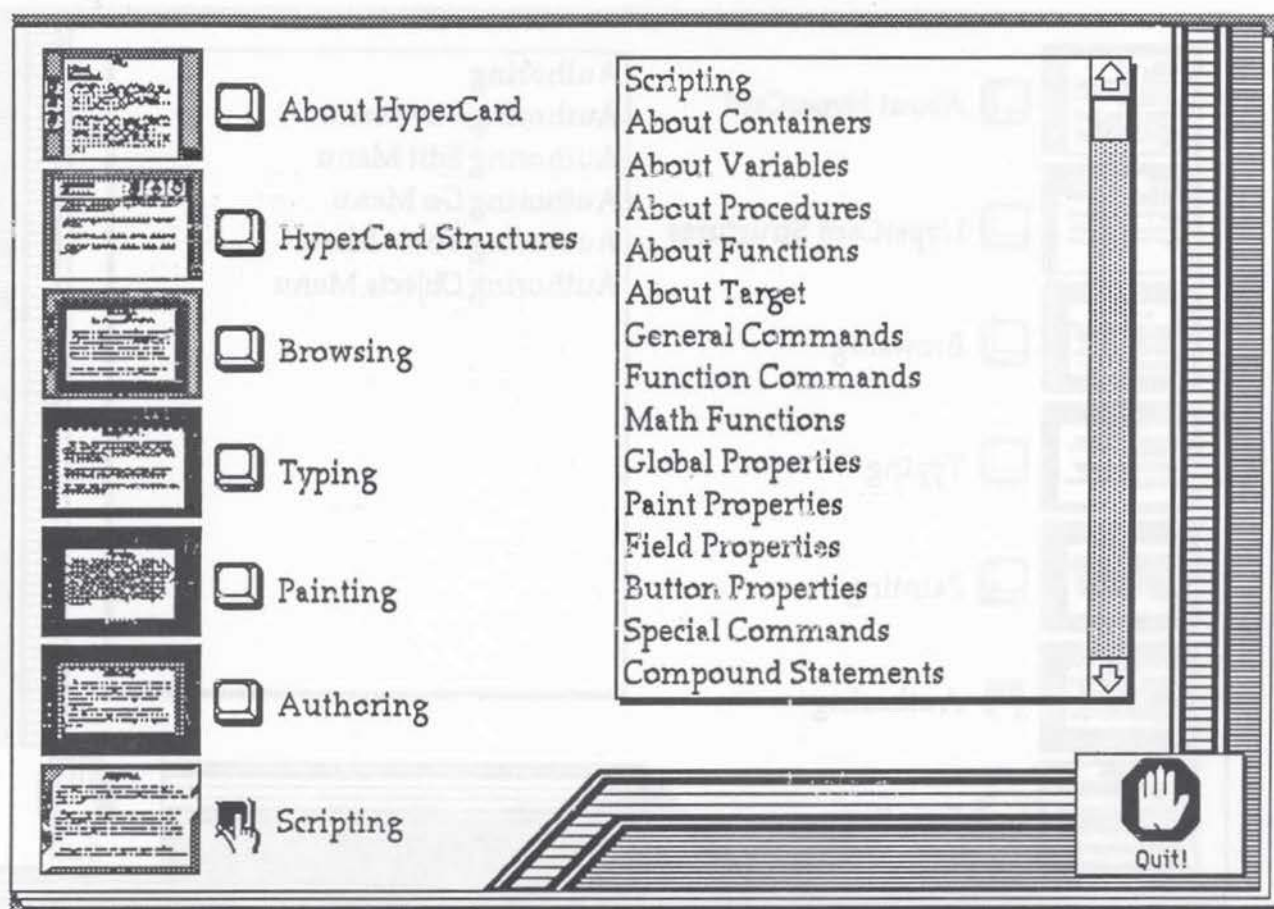 About HyperCard
HyperCard Structures
Browsing
Typing
Painting
Authoring
Scripting
Scripting
About Containers
About Variables
About Procedures
About Functions
About Target
General Commands
Function Commands
Math Functions
Global Properties
Paint Properties
Field Properties
Button Properties
Special Commands
Compound Statements
Quit!